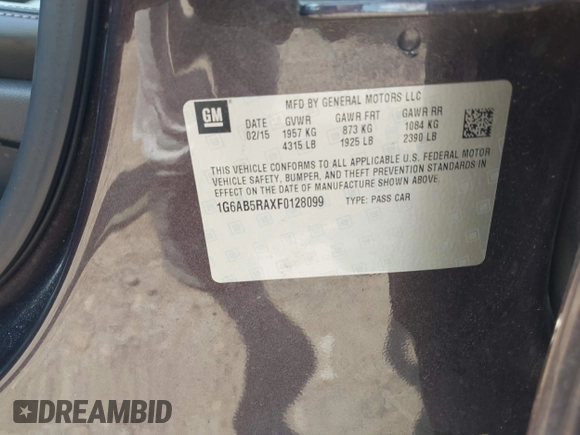 GM
MFD BY GENERAL MOTORS LLC
DATE GVWR GAWR FRT GAWR RR
02/15 1957 KG 873 KG 1084 KG
4315 LB 1925 LB 2390 LB
THIS VEHICLE CONFORMS TO ALL APPLICABLE U.S. FEDERAL MOTOR
VEHICLE SAFETY, BUMPER, AND THEFT PREVENTION STANDARDS IN
EFFECT ON THE DATE OF MANUFACTURE SHOWN ABOVE.
1G6AB5RAXF0128099 TYPE: PASS CAR
DREAMBID